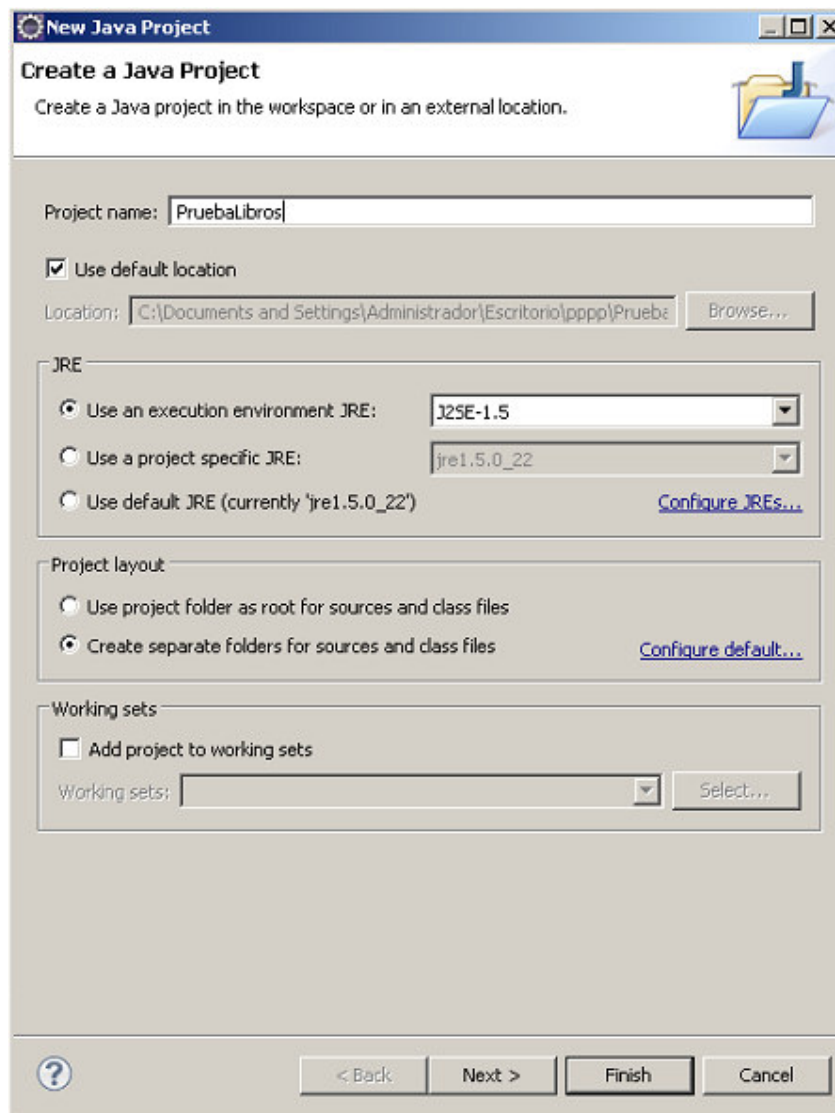 New Java Project
Create a Java Project
Create a Java project in the workspace or in an external location.
Project name: PruebaLibros
Use default location
Location: C:\Documents and Settings\Administrador\Escritorio\pppp\Prueba Browse...
JRE
Use an execution environment JRE: J2SE-1.5
Use a project specific JRE: jre1.5.0_22
Use default JRE (currently 'jre1.5.0_22') Configure JREs...
Project layout
Use project folder as root for sources and class files
Create separate folders for sources and class files Configure default...
Working sets
Add project to working sets
Working sets: Select...
? < Back Next > Finish Cancel